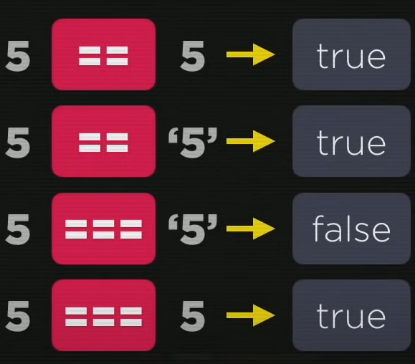 5 == 5 → true
5 == ‘5’ → true
5 === ‘5’ → false
5 === 5 → true